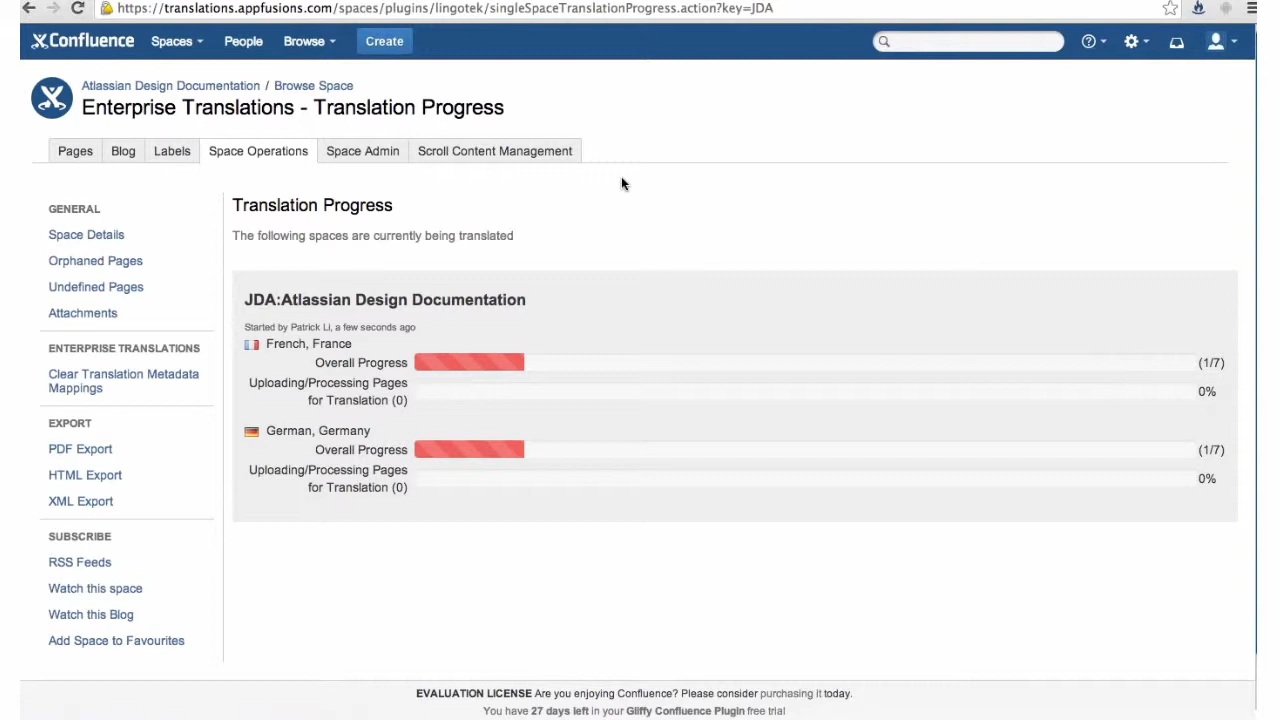 https://translations.appfusions.com/spaces/plugins/lingotek/singleSpaceTranslationProgress.action?key=JDA
Confluence Spaces People Browse Create
Atlassian Design Documentation / Browse Space
Enterprise Translations - Translation Progress
Pages Blog Labels Space Operations Space Admin Scroll Content Management
GENERAL
Space Details
Orphaned Pages
Undefined Pages
Attachments
ENTERPRISE TRANSLATIONS
Clear Translation Metadata
Mappings
EXPORT
PDF Export
HTML Export
XML Export
SUBSCRIBE
RSS Feeds
Watch this space
Watch this Blog
Add Space to Favourites
Translation Progress
The following spaces are currently being translated
JDA:Atlassian Design Documentation
Started by Patrick Li, a few seconds ago
French, France
Overall Progress (1/7)
Uploading/Processing Pages
for Translation (0) 0%
German, Germany
Overall Progress (1/7)
Uploading/Processing Pages
for Translation (0) 0%
EVALUATION LICENSE Are you enjoying Confluence? Please consider purchasing it today.
You have 27 days left in your Gliffy Confluence Plugin free trial